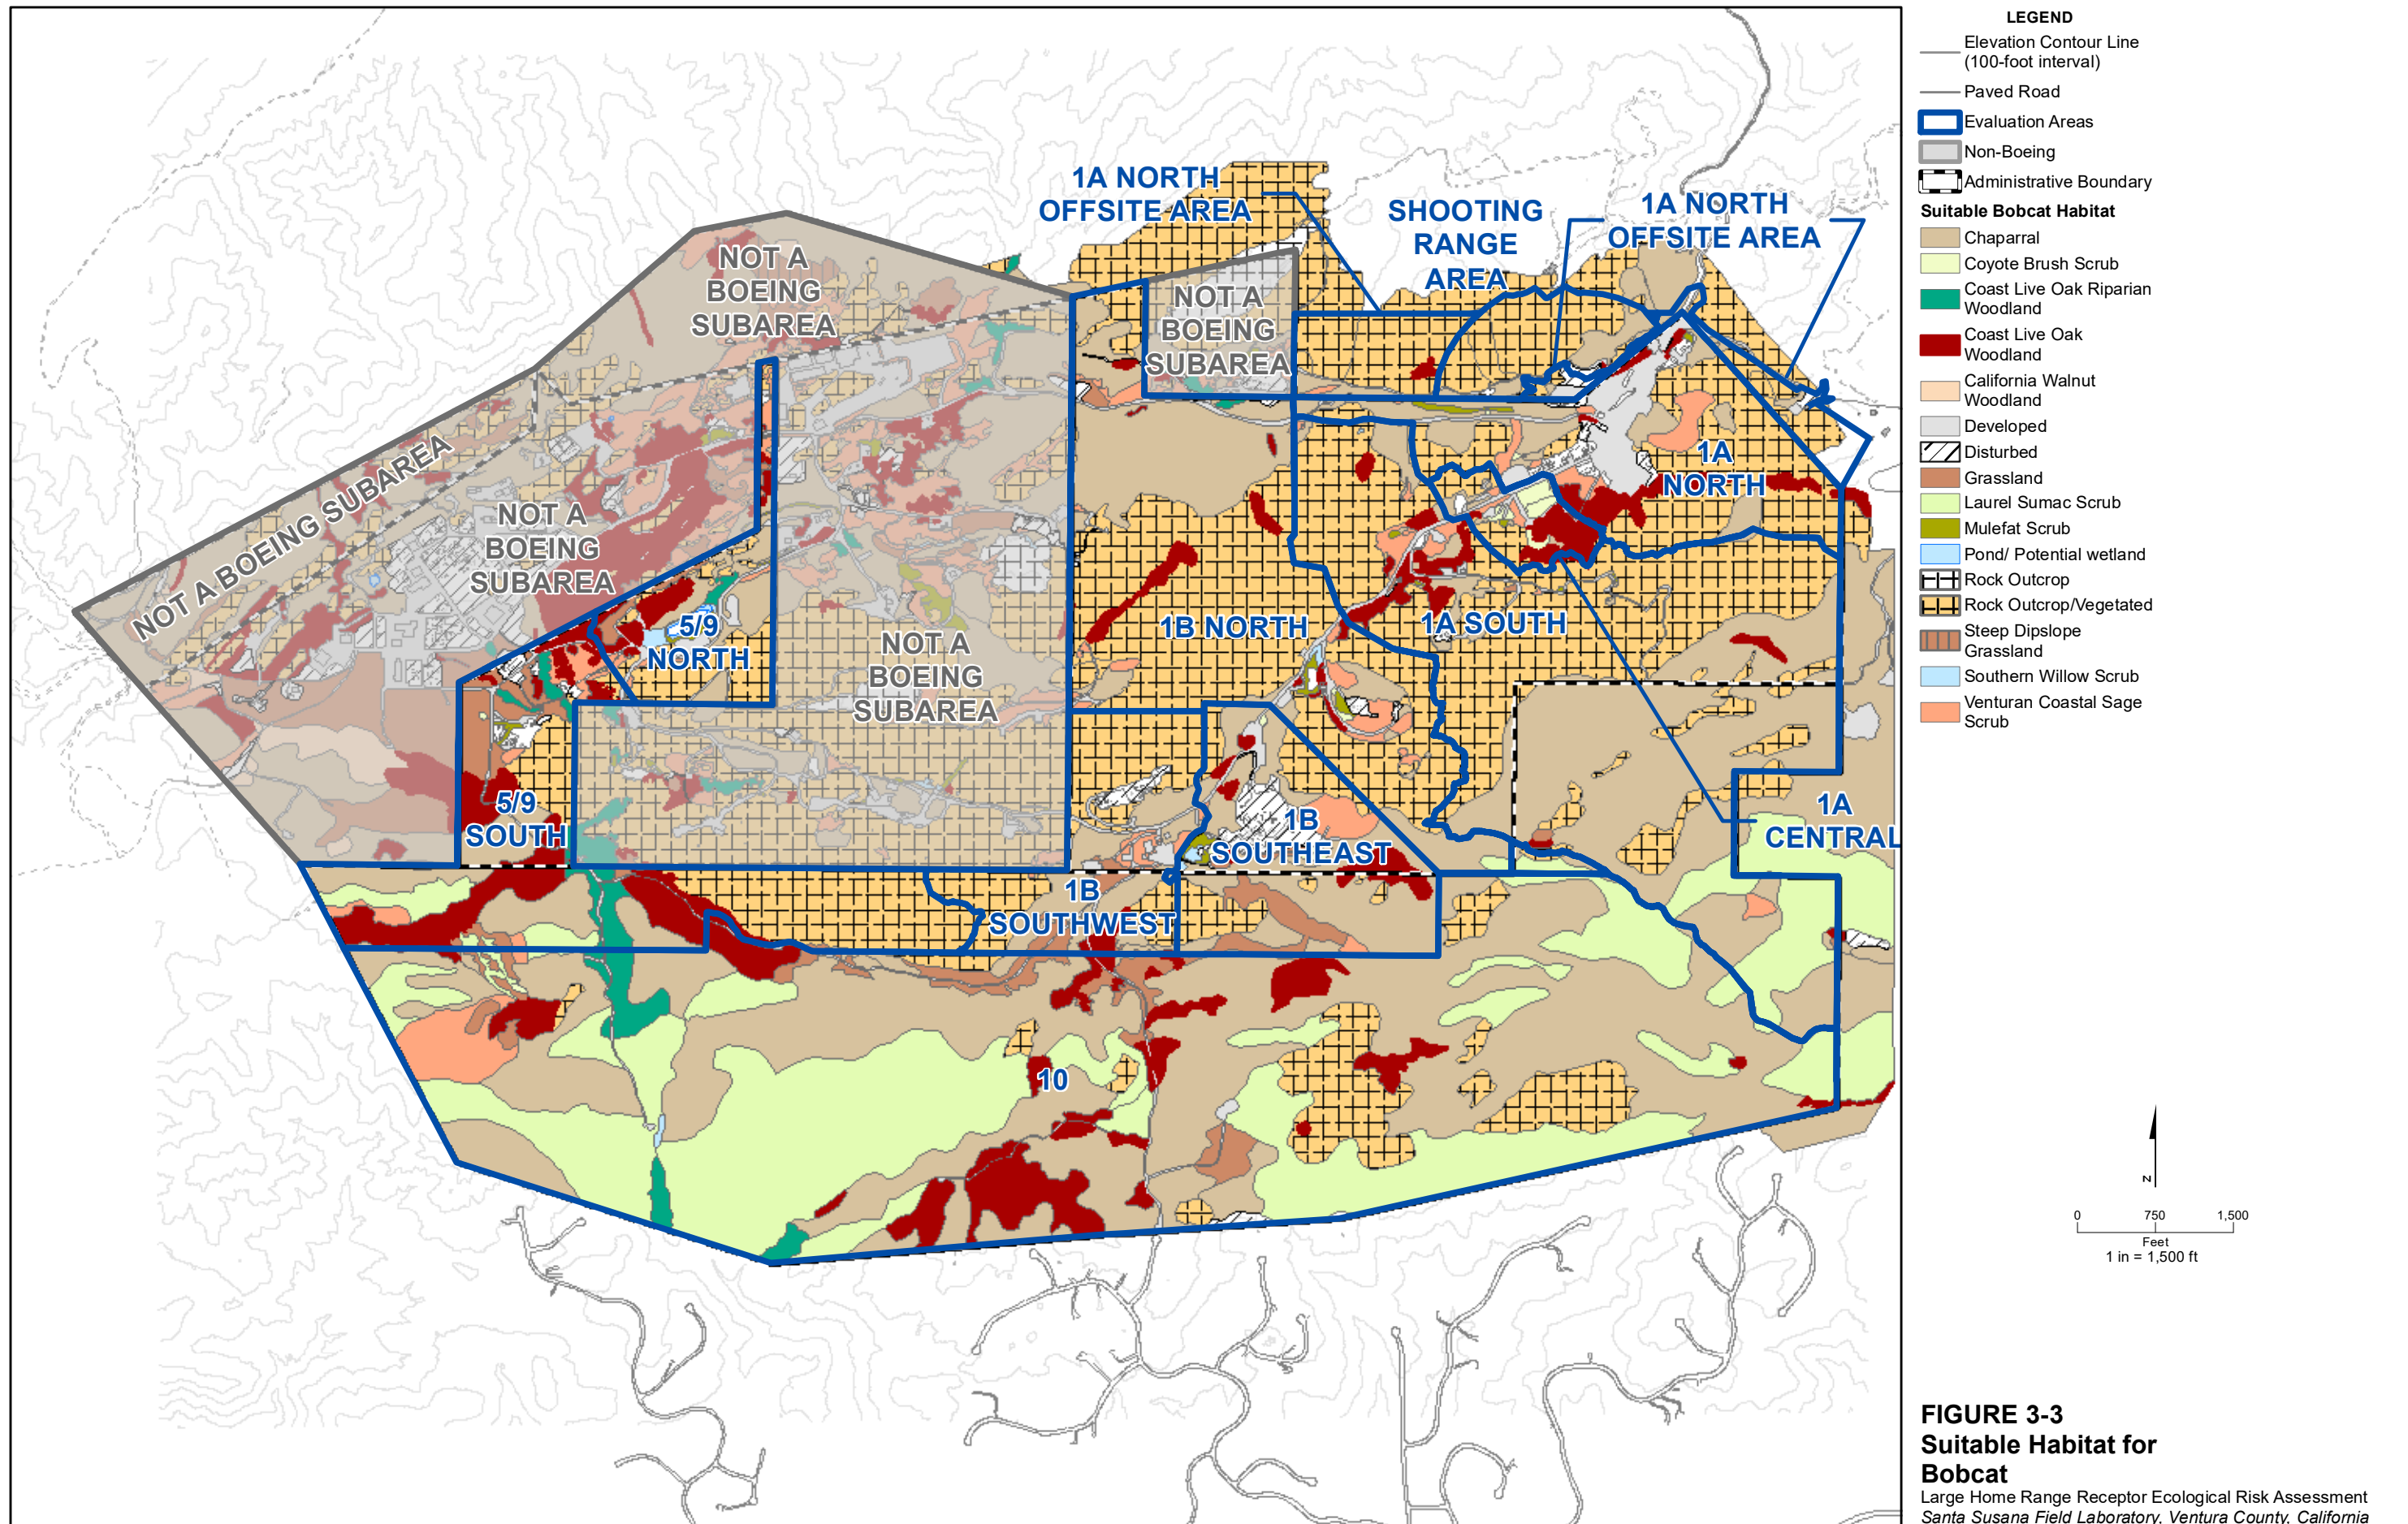 1A NORTH
OFFSITE AREA
SHOOTING
RANGE
AREA
1A NORTH
OFFSITE AREA
NOT A
BOEING
SUBAREA
NOT A
BOEING
SUBAREA
NOT A BOEING SUBAREA
NOT A
BOEING
SUBAREA
1A
NORTH
5/9
NORTH
NOT A
BOEING
SUBAREA
1B NORTH
1A SOUTH
5/9
SOUTH
1B
SOUTHEAST
1A
CENTRAL
1B
SOUTHWEST
10
LEGEND
Elevation Contour Line
(100-foot interval)
Paved Road
Evaluation Areas
Non-Boeing
Administrative Boundary
Suitable Bobcat Habitat
Chaparral
Coyote Brush Scrub
Coast Live Oak Riparian
Woodland
Coast Live Oak
Woodland
California Walnut
Woodland
Developed
Disturbed
Grassland
Laurel Sumac Scrub
Mulefat Scrub
Pond/ Potential wetland
Rock Outcrop
Rock Outcrop/Vegetated
Steep Dipslope
Grassland
Southern Willow Scrub
Venturan Coastal Sage
Scrub
N
0 750 1,500
Feet
1 in = 1,500 ft
FIGURE 3-3
Suitable Habitat for
Bobcat
Large Home Range Receptor Ecological Risk Assessment
Santa Susana Field Laboratory, Ventura County, California